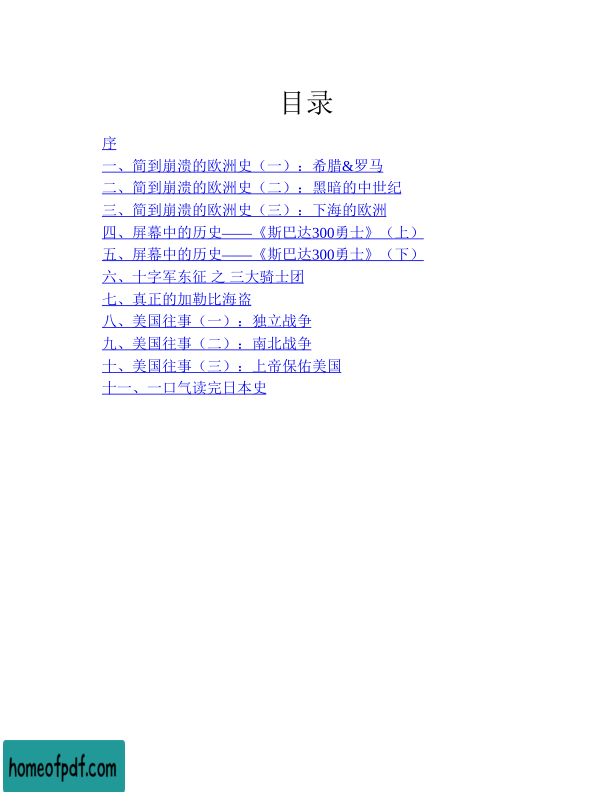 目录
序
一、简到崩溃的欧洲史（一）：希腊&罗马
二、简到崩溃的欧洲史（二）：黑暗的中世纪
三、简到崩溃的欧洲史（三）：下海的欧洲
四、屏幕中的历史——《斯巴达300勇士》（上）
五、屏幕中的历史——《斯巴达300勇士》（下）
六、十字军东征 之 三大骑士团
七、真正的加勒比海盗
八、美国往事（一）：独立战争
九、美国往事（二）：南北战争
十、美国往事（三）：上帝保佑美国
十一、一口气读完日本史
homeofpdf.com